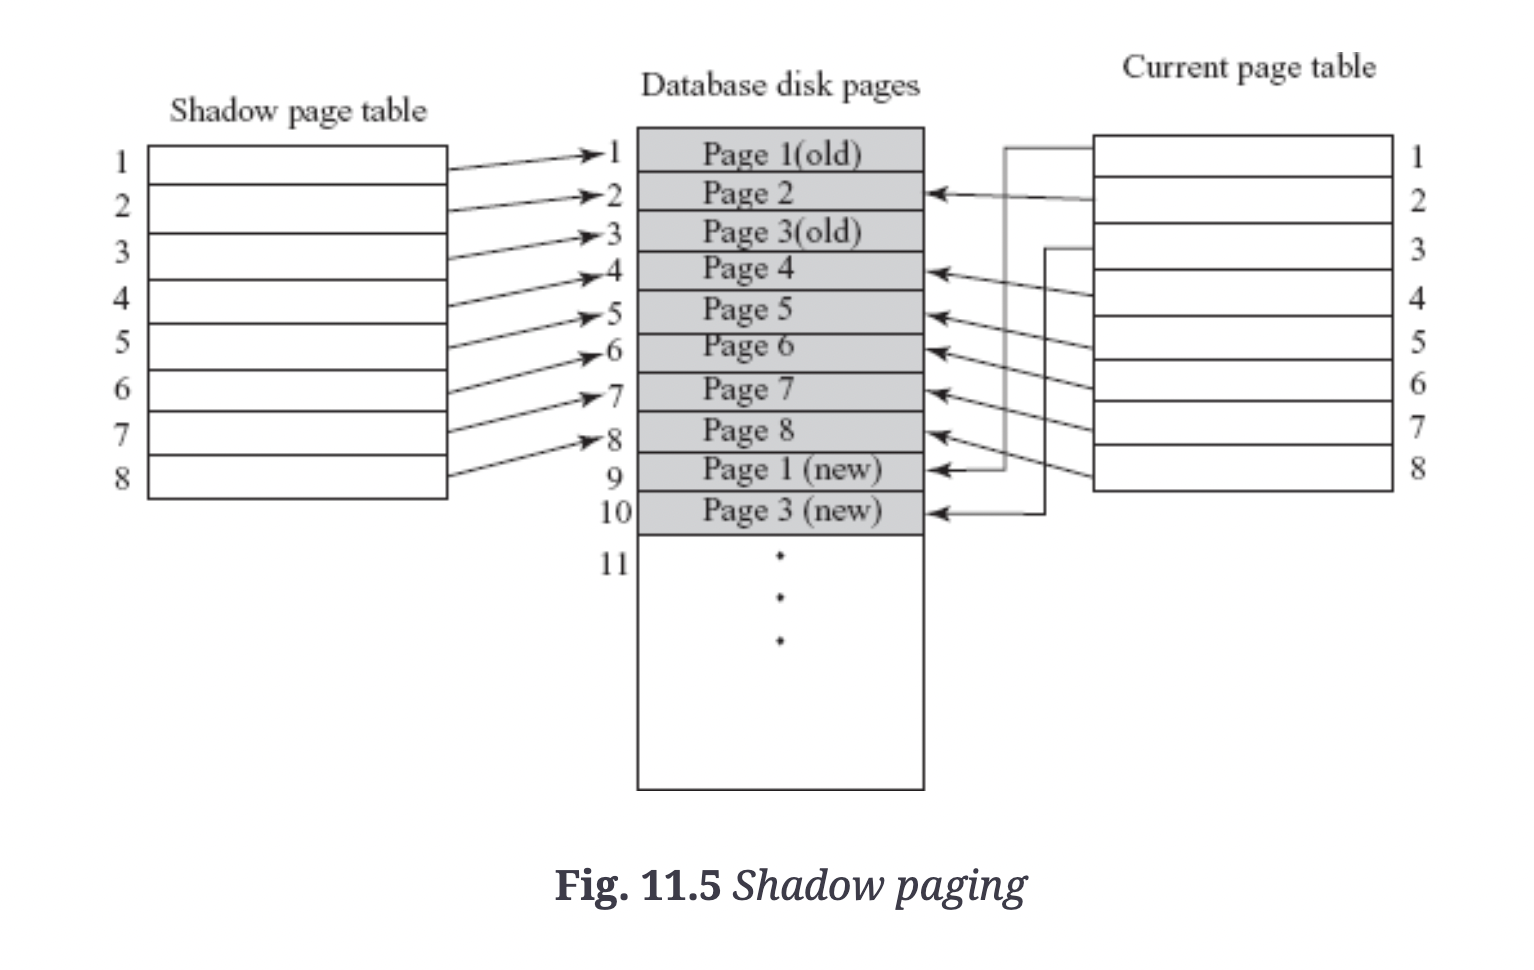 Shadow page table
1
2
3
4
5
6
7
8
Database disk pages
1 Page 1(old)
2 Page 2
3 Page 3(old)
4 Page 4
5 Page 5
6 Page 6
7 Page 7
8 Page 8
9 Page 1 (new)
10 Page 3 (new)
11
Current page table
1
2
3
4
5
6
7
8
Fig. 11.5 Shadow paging